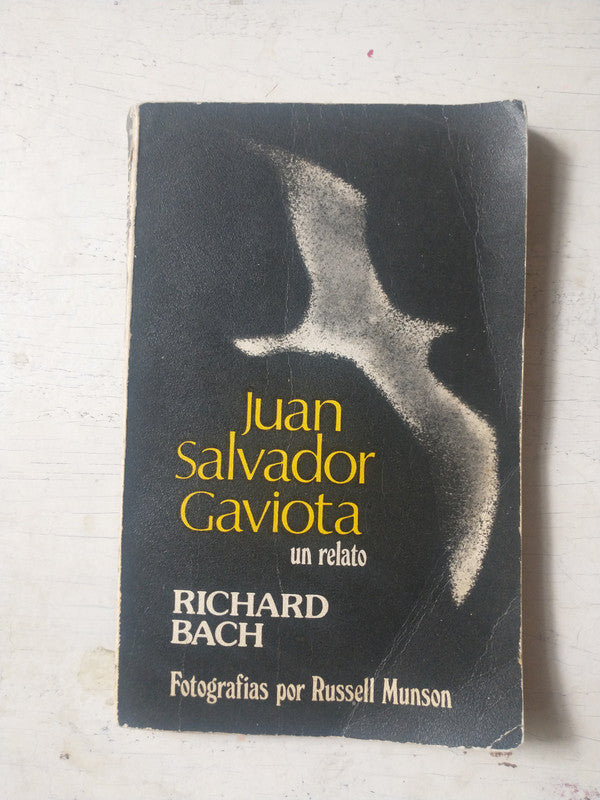 Juan
Salvador
Gaviota
un relato
RICHARD
BACH
Fotografias por Russell Munson